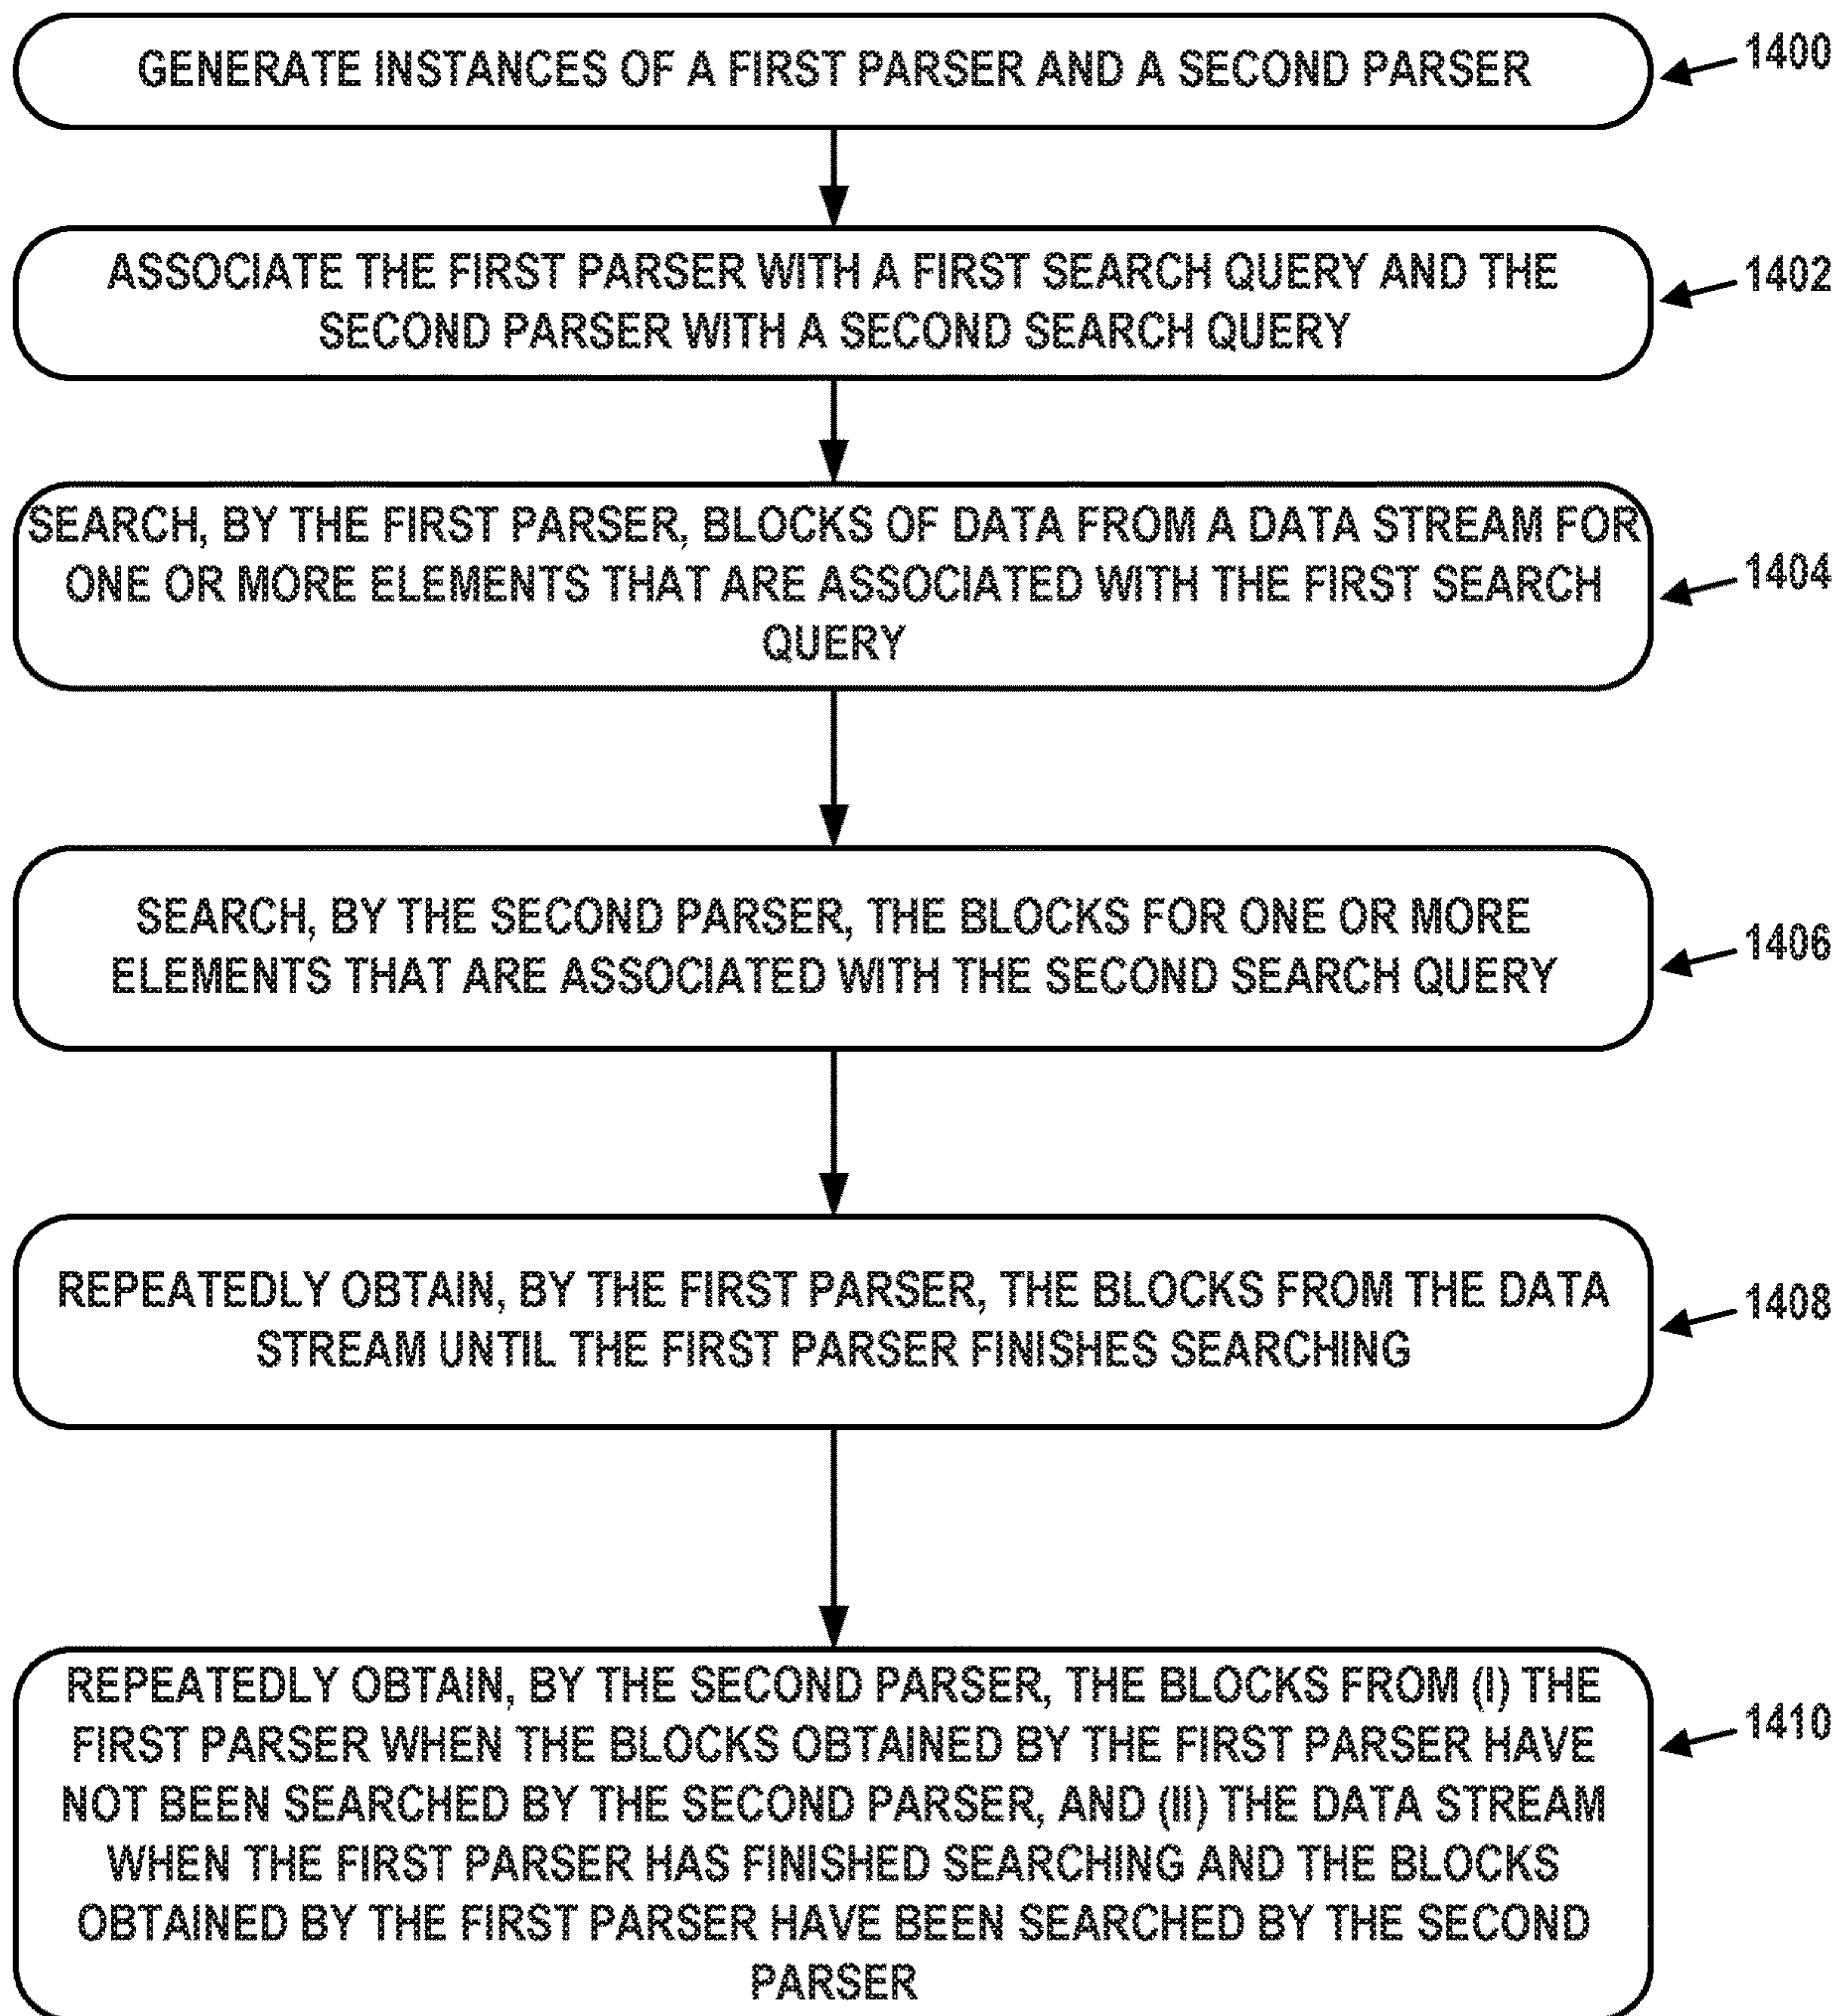 GENERATE INSTANCES OF A FIRST PARSER AND A SECOND PARSER
1400
ASSOCIATE THE FIRST PARSER WITH A FIRST SEARCH QUERY AND THE
SECOND PARSER WITH A SECOND SEARCH QUERY
1402
SEARCH, BY THE FIRST PARSER, BLOCKS OF DATA FROM A DATA STREAM FOR
ONE OR MORE ELEMENTS THAT ARE ASSOCIATED WITH THE FIRST SEARCH
QUERY
1404
SEARCH, BY THE SECOND PARSER, THE BLOCKS FOR ONE OR MORE
ELEMENTS THAT ARE ASSOCIATED WITH THE SECOND SEARCH QUERY
1406
REPEATEDLY OBTAIN, BY THE FIRST PARSER, THE BLOCKS FROM THE DATA
STREAM UNTIL THE FIRST PARSER FINISHES SEARCHING
1408
REPEATEDLY OBTAIN, BY THE SECOND PARSER, THE BLOCKS FROM (I) THE
FIRST PARSER WHEN THE BLOCKS OBTAINED BY THE FIRST PARSER HAVE
NOT BEEN SEARCHED BY THE SECOND PARSER, AND (II) THE DATA STREAM
WHEN THE FIRST PARSER HAS FINISHED SEARCHING AND THE BLOCKS
OBTAINED BY THE FIRST PARSER HAVE BEEN SEARCHED BY THE SECOND
PARSER
1410